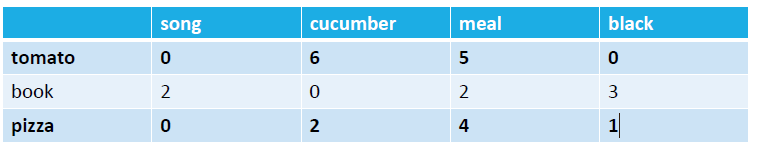 song cucumber meal black
tomato 0 6 5 0
book 2 0 2 3
pizza 0 2 4 1